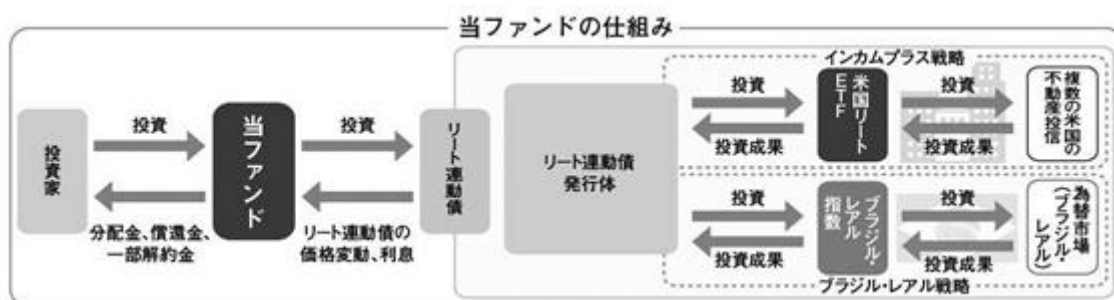 当ファンドの仕組み
投資家
投資
分配金、償還金、
一部解約金
当ファンド
投資
リート連動債の
価格変動、利息
リート連動債
リート連動債
発行体
インカムプラス戦略
投資
投資成果
米国リート
ETF
投資
投資成果
複数の米国の
不動産投信
投資
投資成果
ブラジル・
レアル
指数
投資
投資成果
為替市場
(ブラジル・
レアル)
ブラジル・レアル戦略